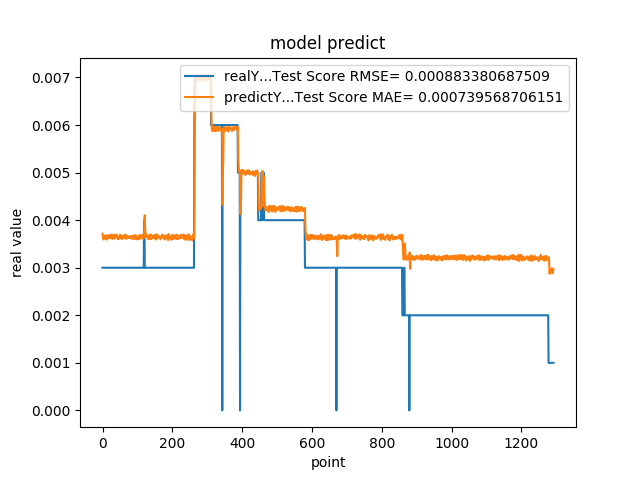 model predict
realY...Test Score RMSE= 0.000883380687509
predictY...Test Score MAE= 0.000739568706151
0.007
0.006
0.005
0.004
0.003
0.002
0.001
0.000
real value
0 200 400 600 800 1000 1200
point